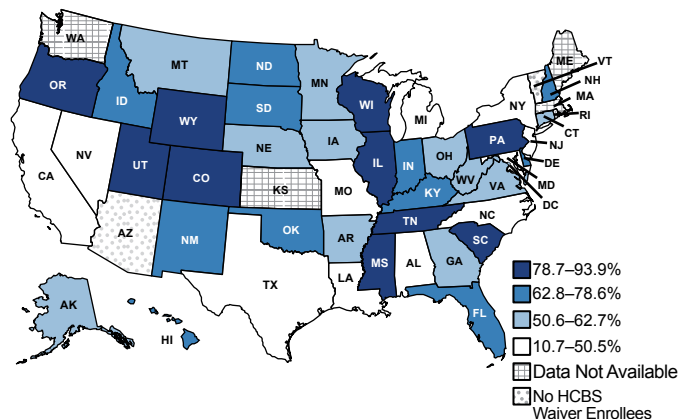 WA
ME
VT
MT
ND
MN
NH
OR
MA
ID
WI
NY
SD
MI
RI
WY
CT
IA
PA
NE
NJ
NV
OH
IL
IN
DE
UT
CO
WV
CA
VA
MD
KS
MO
KY
DC
NC
TN
AZ
OK
NM
AR
SC
MS
AL
GA
TX
LA
AK
FL
HI
78.7–93.9%
62.8–78.6%
50.6–62.7%
10.7–50.5%
Data Not Available
No HCBS
Waiver Enrollees